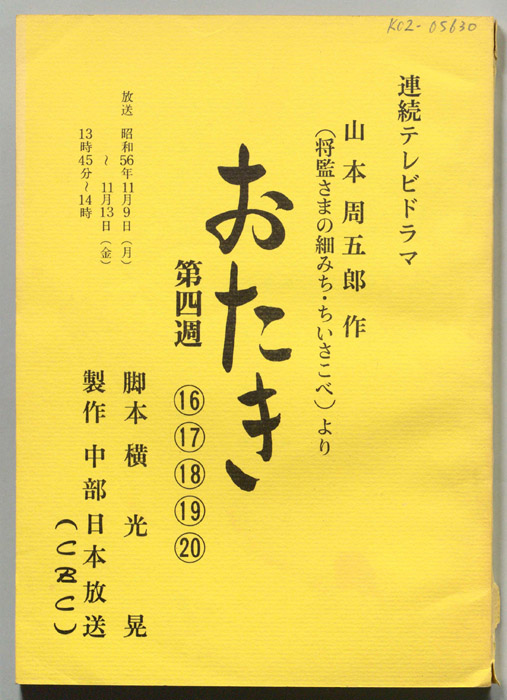 KC2-05630
連続テレビドラマ
山本周五郎 作
（将監さまの細みち・ちいさこべ）より
おたき
第四週 ⑯⑰⑱⑲⑳
放送 昭和56年11月9日（月）
～11月13日（金）
13時45分～14時
脚本 横光 晃
製作 中部日本放送
（CBC）